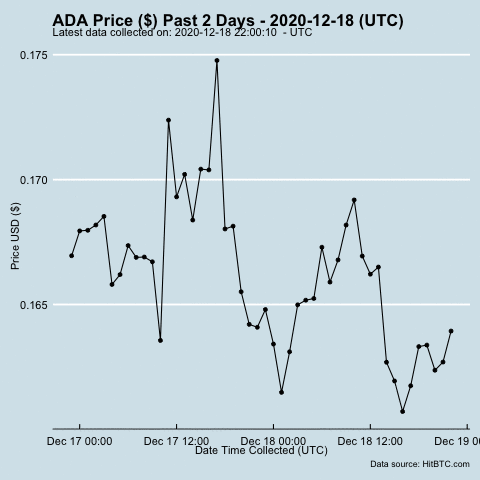 ADA Price ($) Past 2 Days - 2020-12-18 (UTC)
Latest data collected on: 2020-12-18 22:00:10  - UTC
0.175
0.170
0.165
Price USD ($)
Dec 17 00:00 Dec 17 12:00 Dec 18 00:00 Dec 18 12:00 Dec 19 0
Date Time Collected (UTC)
Data source: HitBTC.com